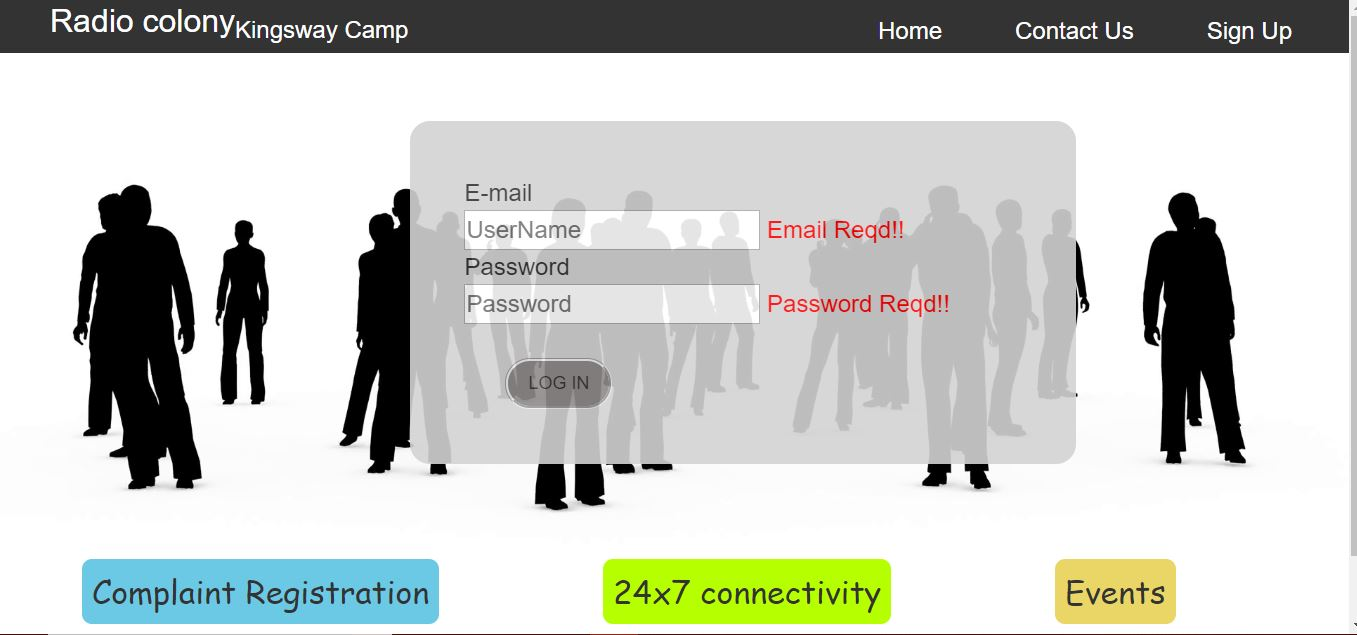 Radio colony Kingsway Camp Home Contact Us Sign Up
E-mail
UserName Email Reqd!!
Password
Password Password Reqd!!
LOG IN
Complaint Registration 24x7 connectivity Events